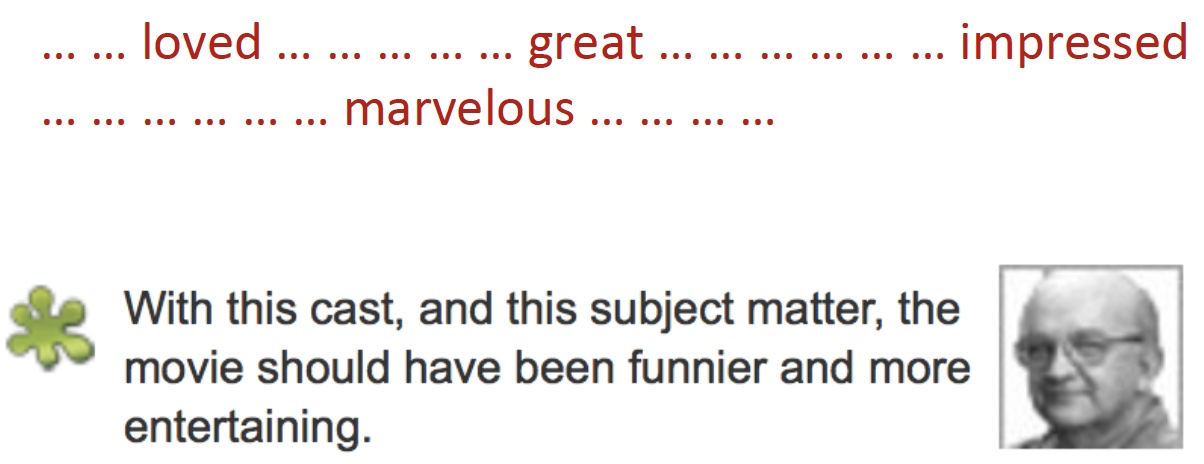 ... ... loved ... ... ... ... ... great ... ... ... ... ... ... impressed
... ... ... ... ... ... marvelous ... ... ... ...
With this cast, and this subject matter, the
movie should have been funnier and more
entertaining.